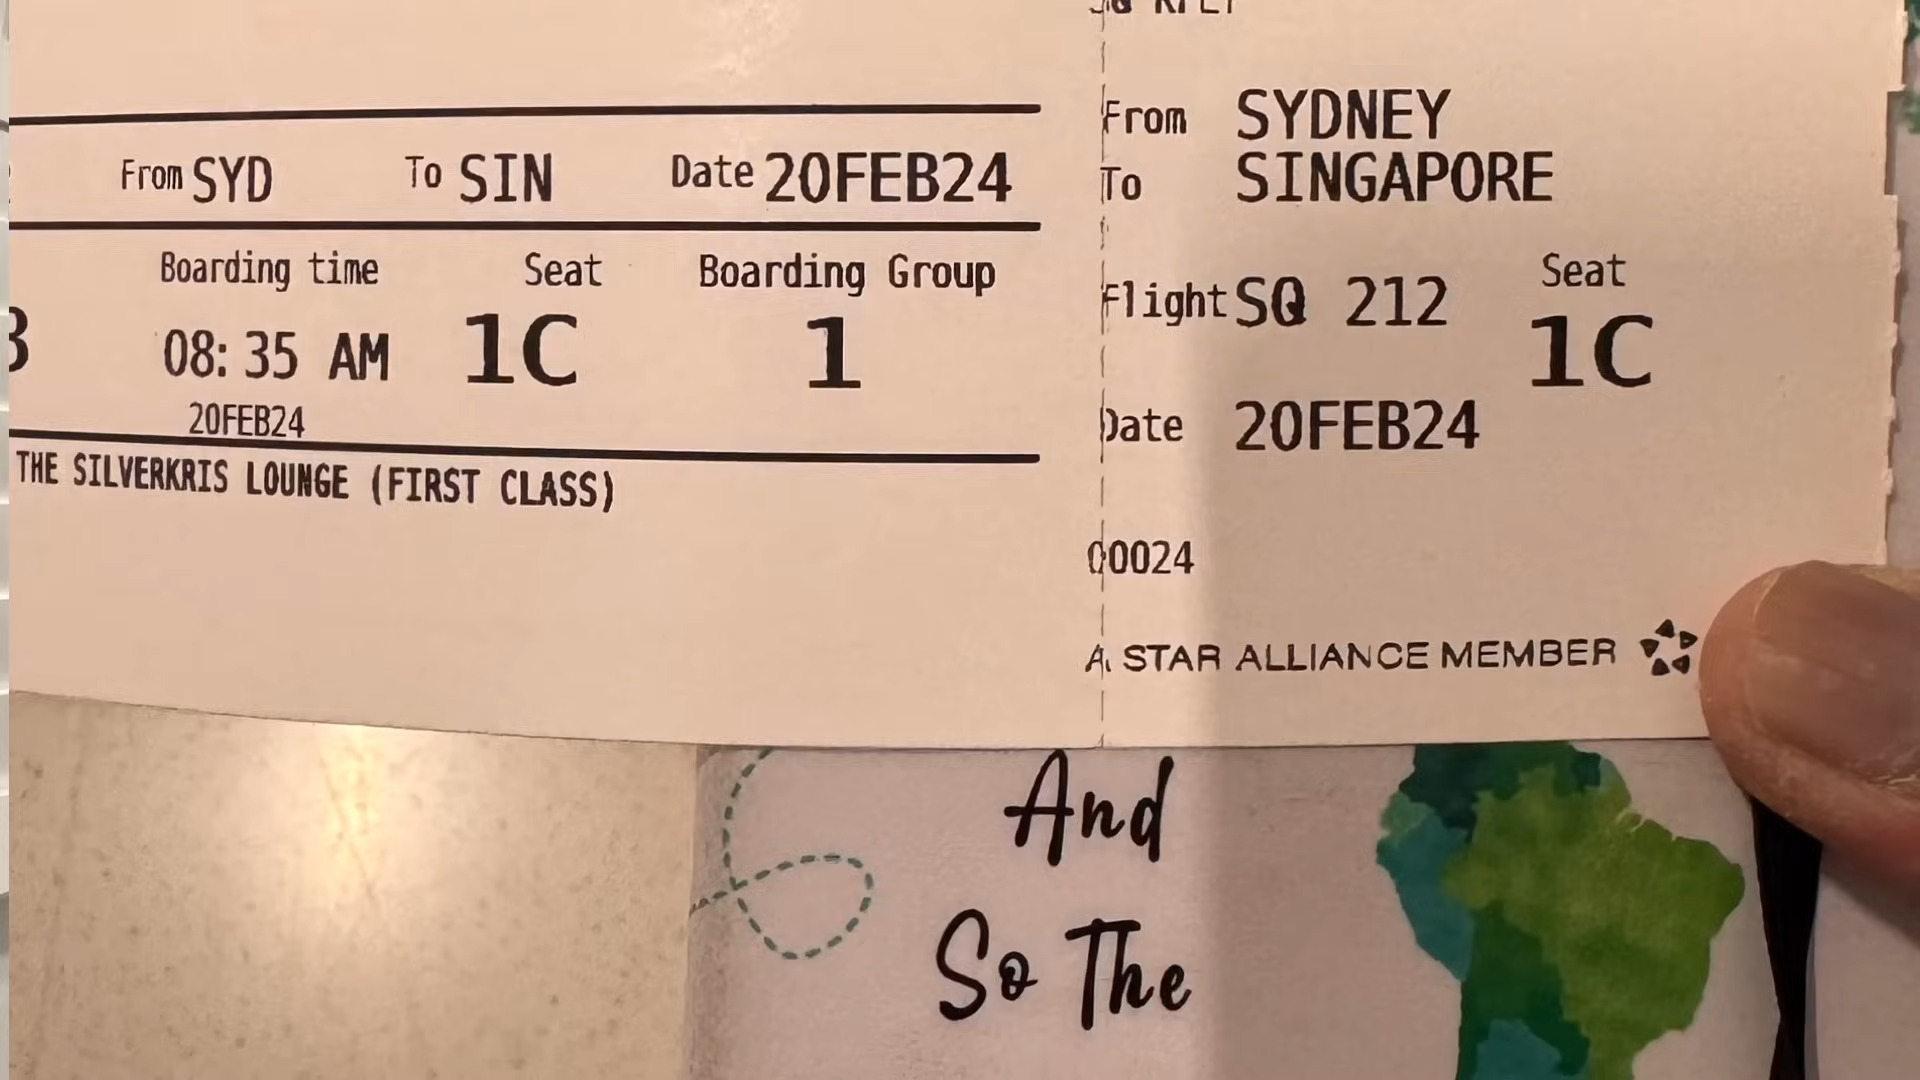 From SYD To SIN Date 20FEB24
Boarding time Seat Boarding Group
08:35 AM 1C 1
20FEB24
THE SILVERKRIS LOUNGE (FIRST CLASS)
From SYDNEY
To SINGAPORE
Flight SQ 212 Seat
1C
Date 20FEB24
00024
A STAR ALLIANCE MEMBER
And
So The